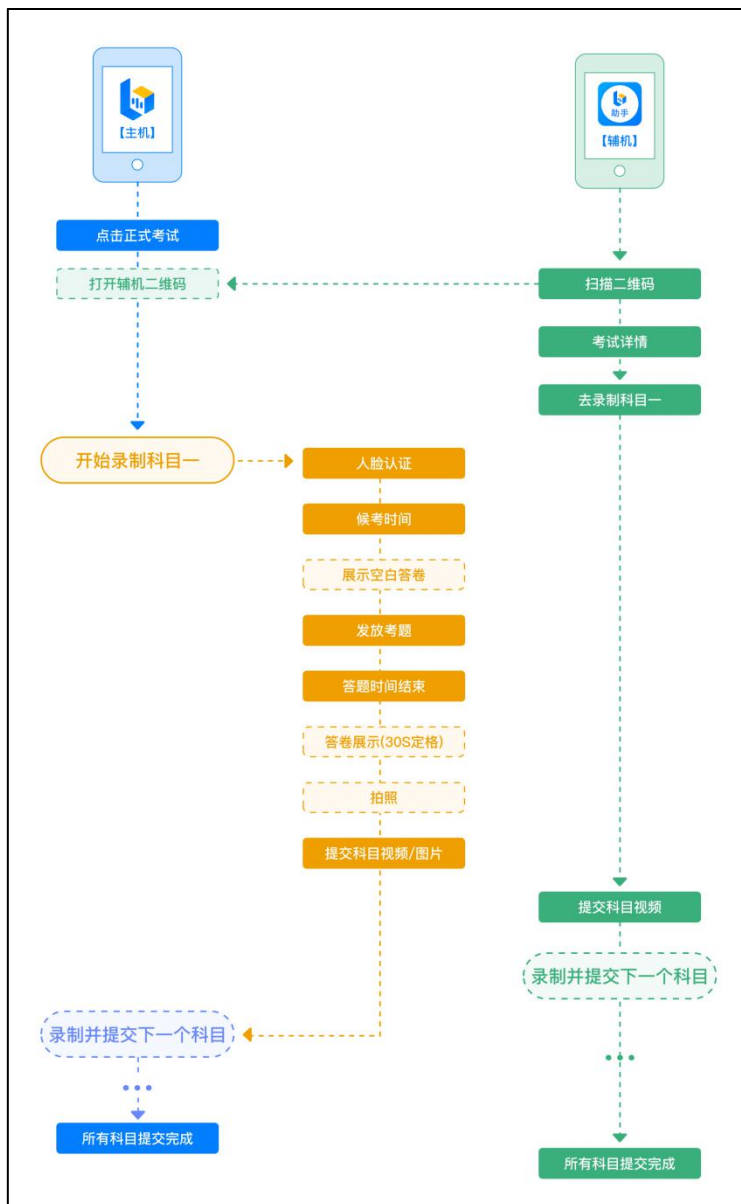 【主机】
助手
【辅机】
点击正式考试
打开辅机二维码
扫描二维码
考试详情
去录制科目一
开始录制科目一
人脸认证
候考时间
展示空白答卷
发放考题
答题时间结束
答卷展示(30S定格)
拍照
提交科目视频/图片
提交科目视频
录制并提交下一个科目
录制并提交下一个科目
所有科目提交完成
所有科目提交完成